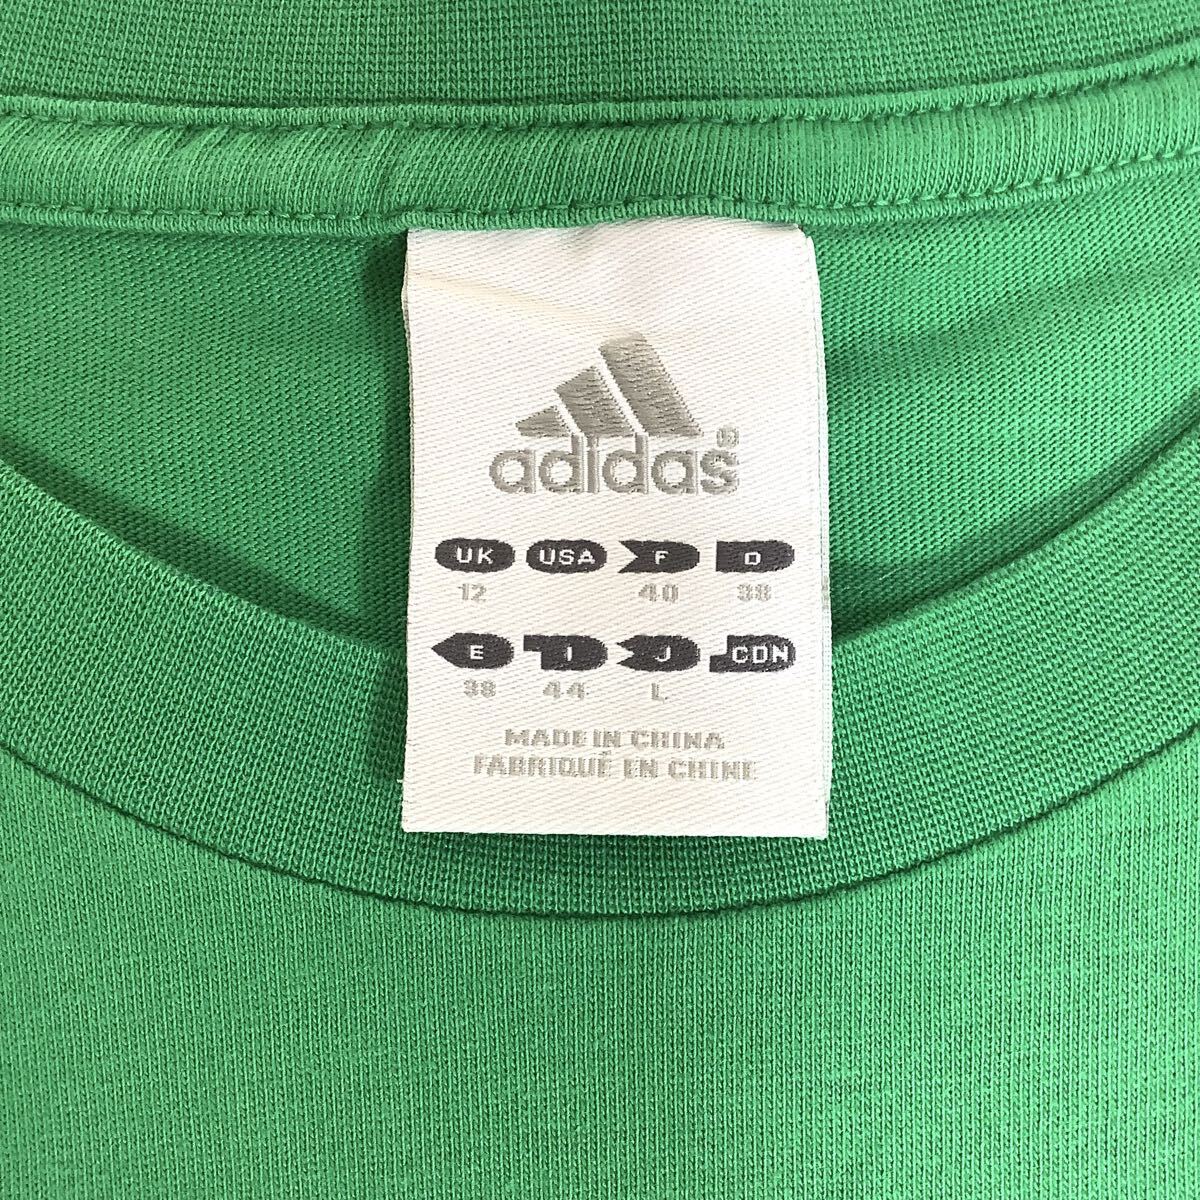 adidas®
UK USA F D
12 40 38
E I J CDN
38 44 L
MADE IN CHINA
FABRIQUÉ EN CHINE